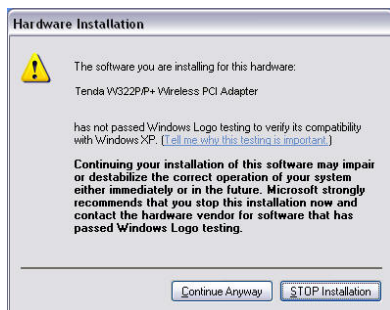 Hardware Installation
The software you are installing for this hardware:
Tenda W322P/P+ Wireless PCI Adapter
has not passed Windows Logo testing to verify its compatibility
with Windows XP. (Tell me why this testing is important.)
Continuing your installation of this software may impair
or destabilize the correct operation of your system
either immediately or in the future. Microsoft strongly
recommends that you stop this installation now and
contact the hardware vendor for software that has
passed Windows Logo testing.
Continue Anyway STOP Installation